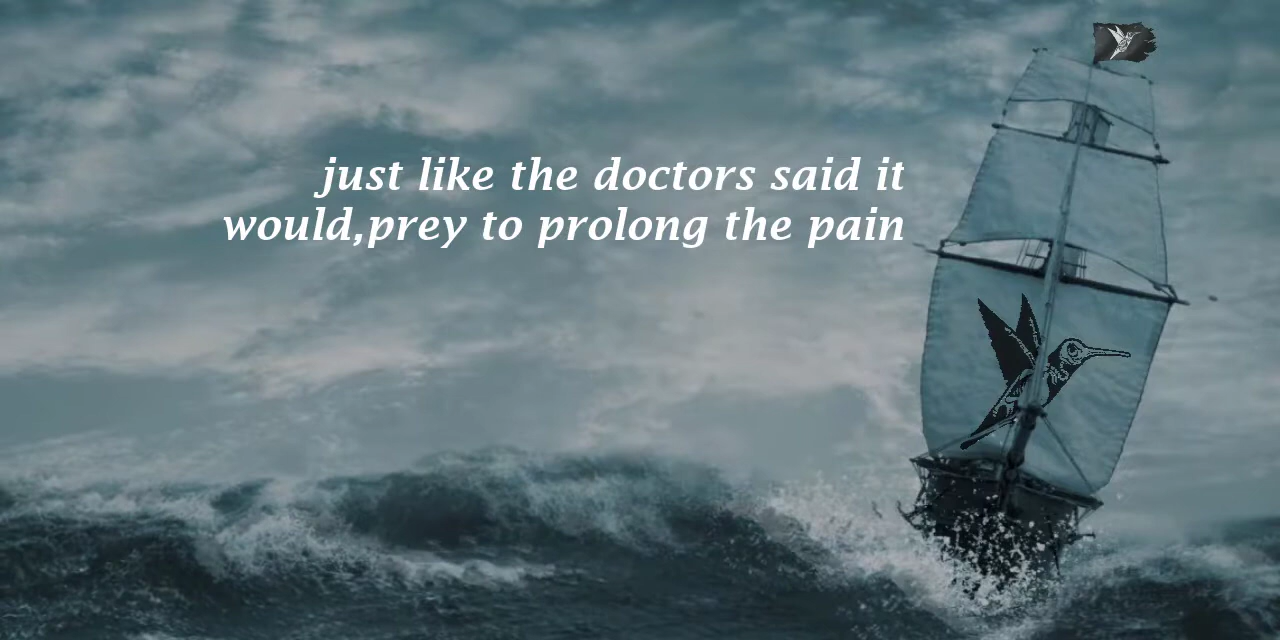 just like the doctors said it
would,prey to prolong the pain